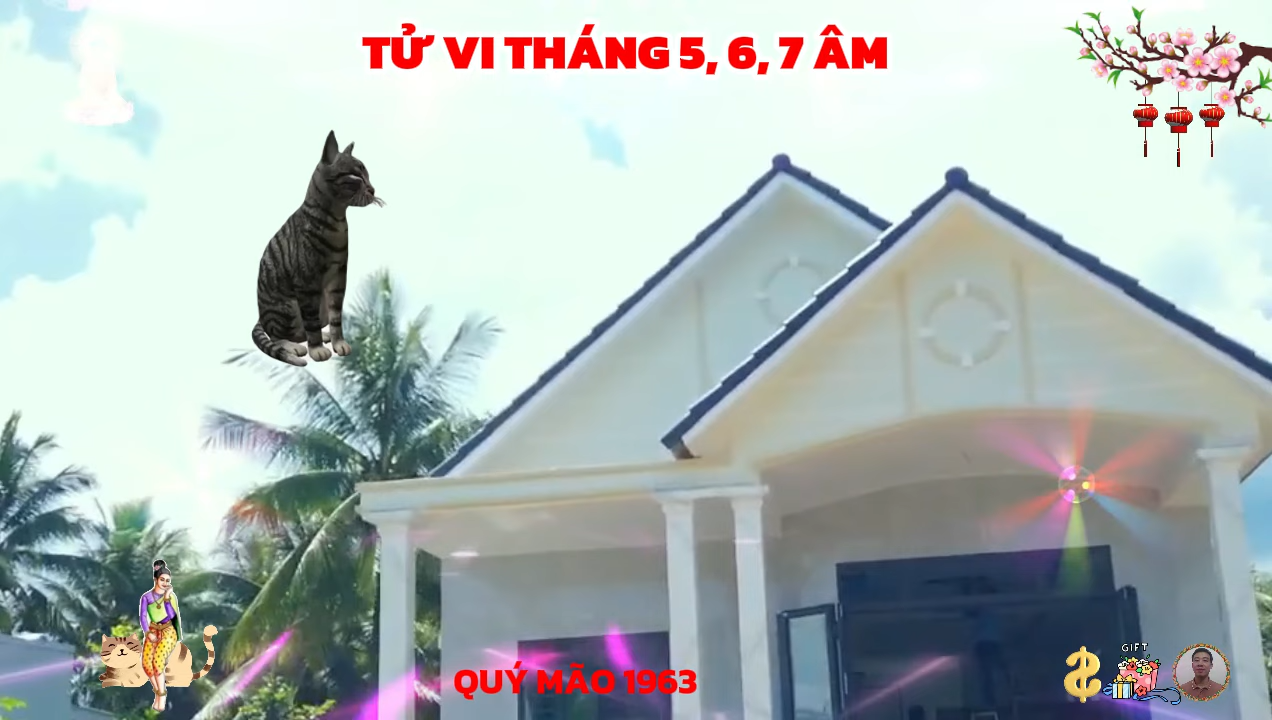 TỬ VI THÁNG 5, 6, 7 ÂM
GIFT
QUÝ MÃO 1963